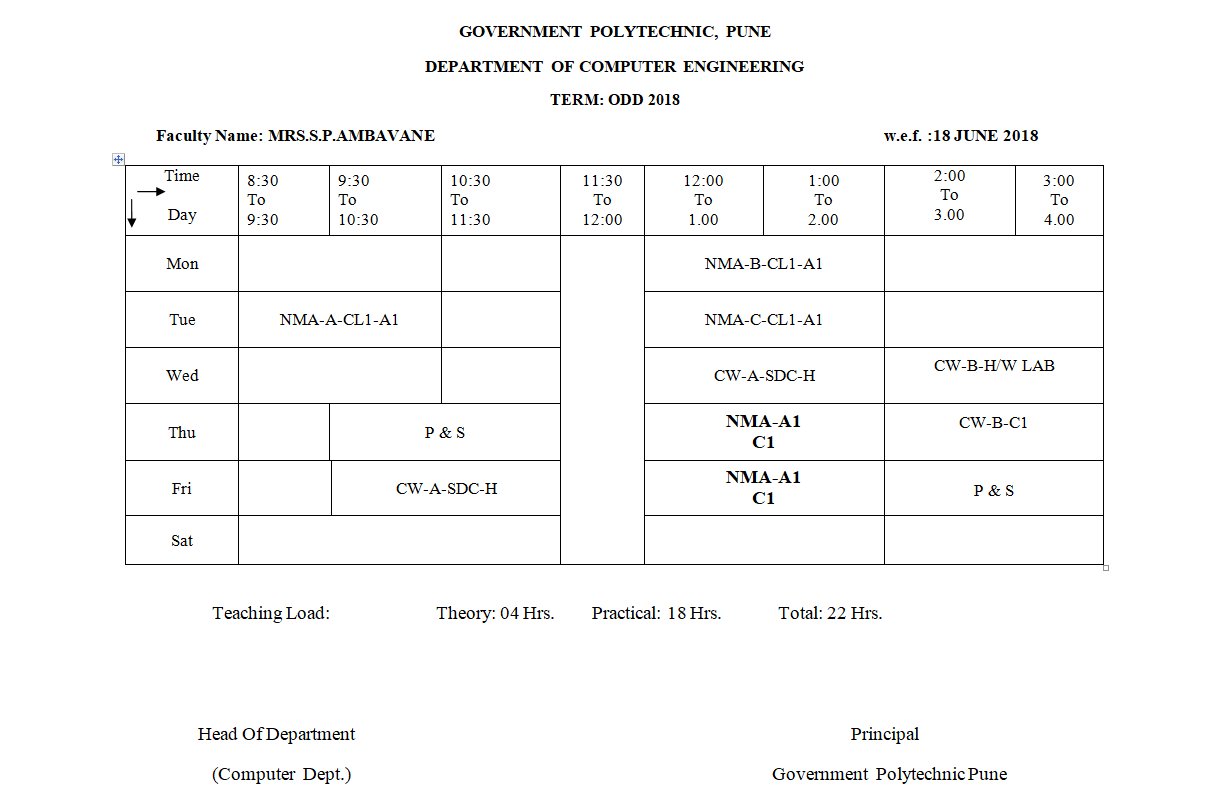 GOVERNMENT POLYTECHNIC, PUNE
DEPARTMENT OF COMPUTER ENGINEERING
TERM: ODD 2018
Faculty Name: MRS.S.P.AMBAVANE w.e.f. :18 JUNE 2018
Time
Day
8:30
To
9:30
9:30
To
10:30
10:30
To
11:30
11:30
To
12:00
12:00
To
1.00
1:00
To
2.00
2:00
To
3.00
3:00
To
4.00
Mon
NMA-B-CL1-A1
Tue
NMA-A-CL1-A1
NMA-C-CL1-A1
Wed
CW-A-SDC-H
CW-B-H/W LAB
Thu
P & S
NMA-A1
C1
CW-B-C1
Fri
CW-A-SDC-H
NMA-A1
C1
P & S
Sat
Teaching Load: Theory: 04 Hrs. Practical: 18 Hrs. Total: 22 Hrs.
Head Of Department Principal
(Computer Dept.) Government Polytechnic Pune